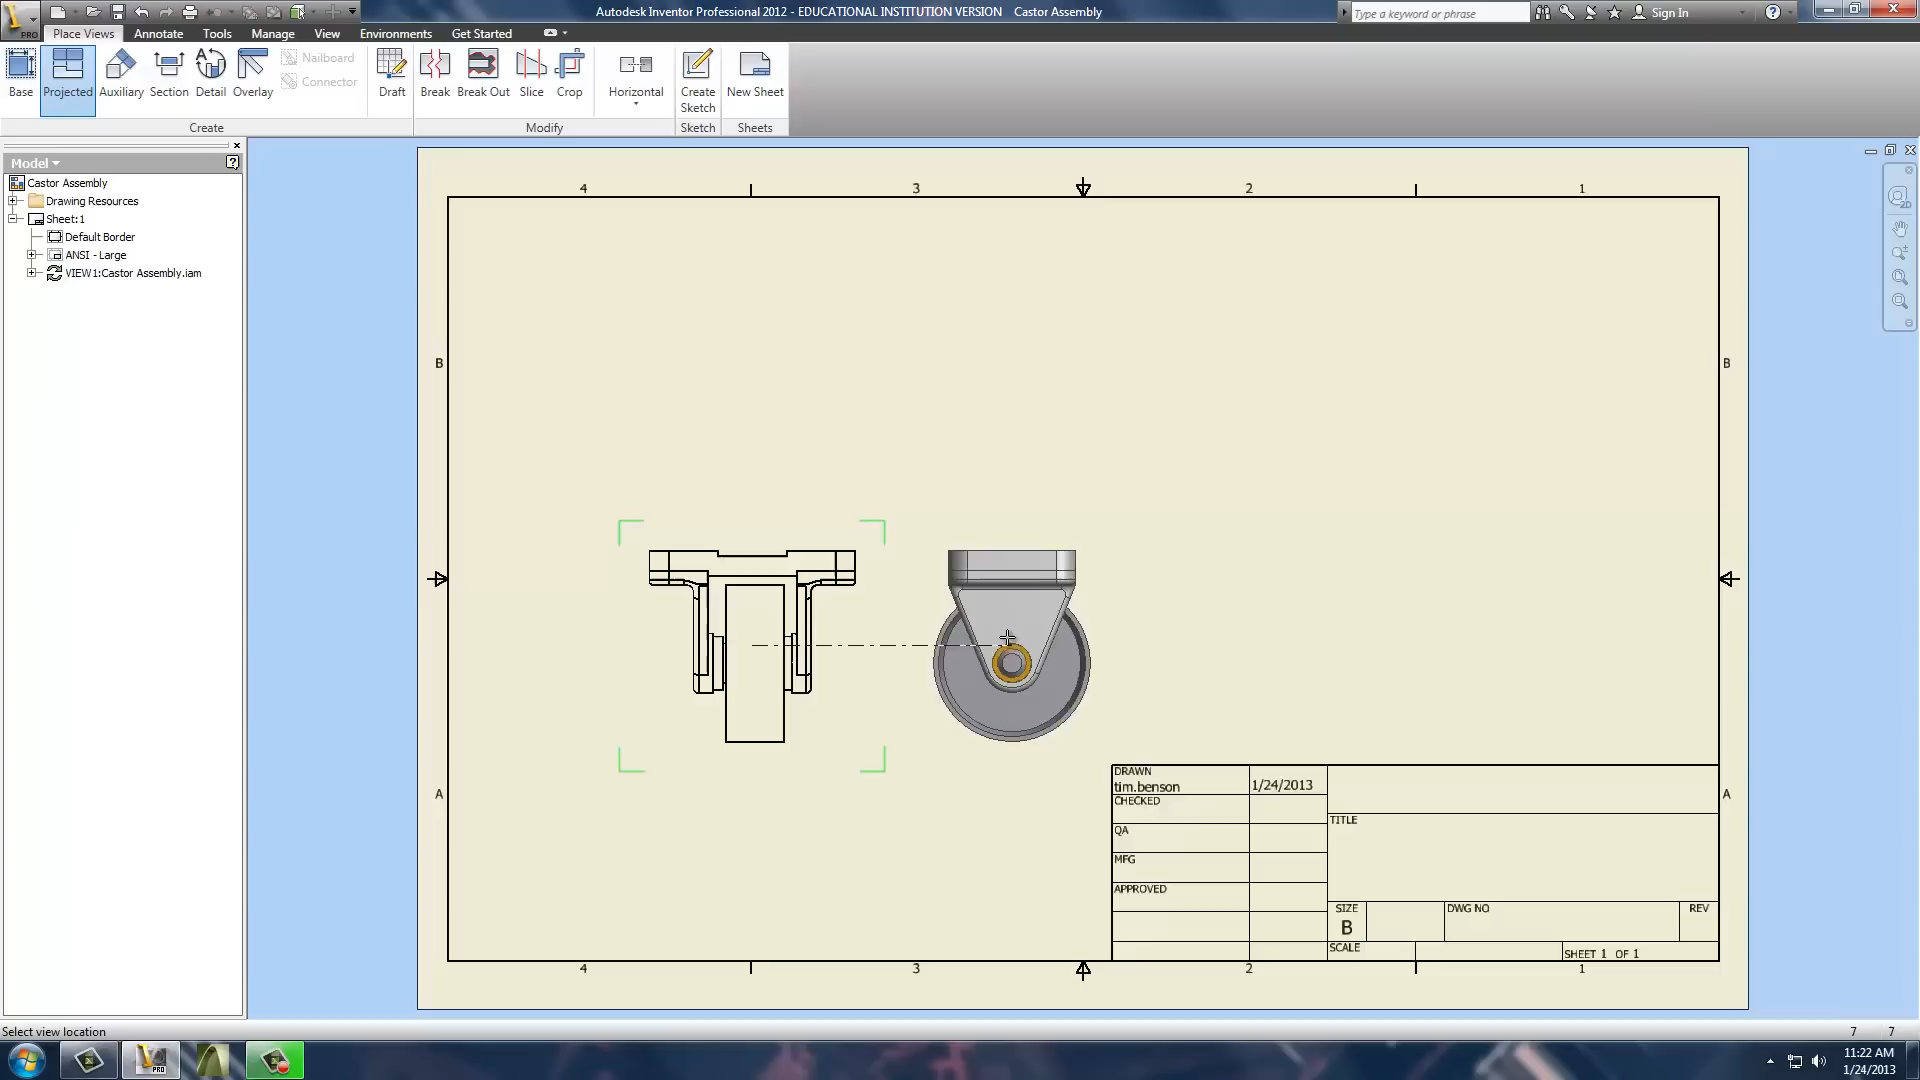 Autodesk Inventor Professional 2012 - EDUCATIONAL INSTITUTION VERSION Castor Assembly
Type a keyword or phrase
Sign In
PRO
Place Views Annotate Tools Manage View Environments Get Started
Base Projected Auxiliary Section Detail Overlay
Nailboard
Connector
Draft Break Break Out Slice Crop Horizontal
Create Sketch
New Sheet
Create Modify Sketch Sheets
Model
Castor Assembly
Drawing Resources
Sheet:1
Default Border
ANSI - Large
VIEW1:Castor Assembly.iam
4 3 2 1
B B
A A
DRAWN
tim.benson 1/24/2013
CHECKED
QA
MFG
APPROVED
TITLE
SIZE
B
DWG NO
REV
SCALE
SHEET 1 OF 1
4 3 2 1
2D
Select view location
7 7
PRO
11:22 AM
1/24/2013